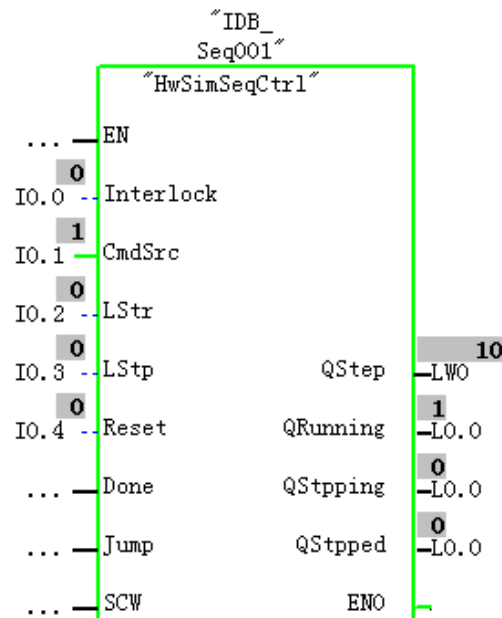 "IDB_
Seq001"
"HwSimSeqCtrl"
... EN
0
I0.0 Interlock
1
I0.1 CmdSrc
0
I0.2 LStr
0 10
I0.3 LStp QStep LW0
0 1
I0.4 Reset QRunning L0.0
0
... Done QStpping L0.0
0
... Jump QStpped L0.0
... SCW ENO